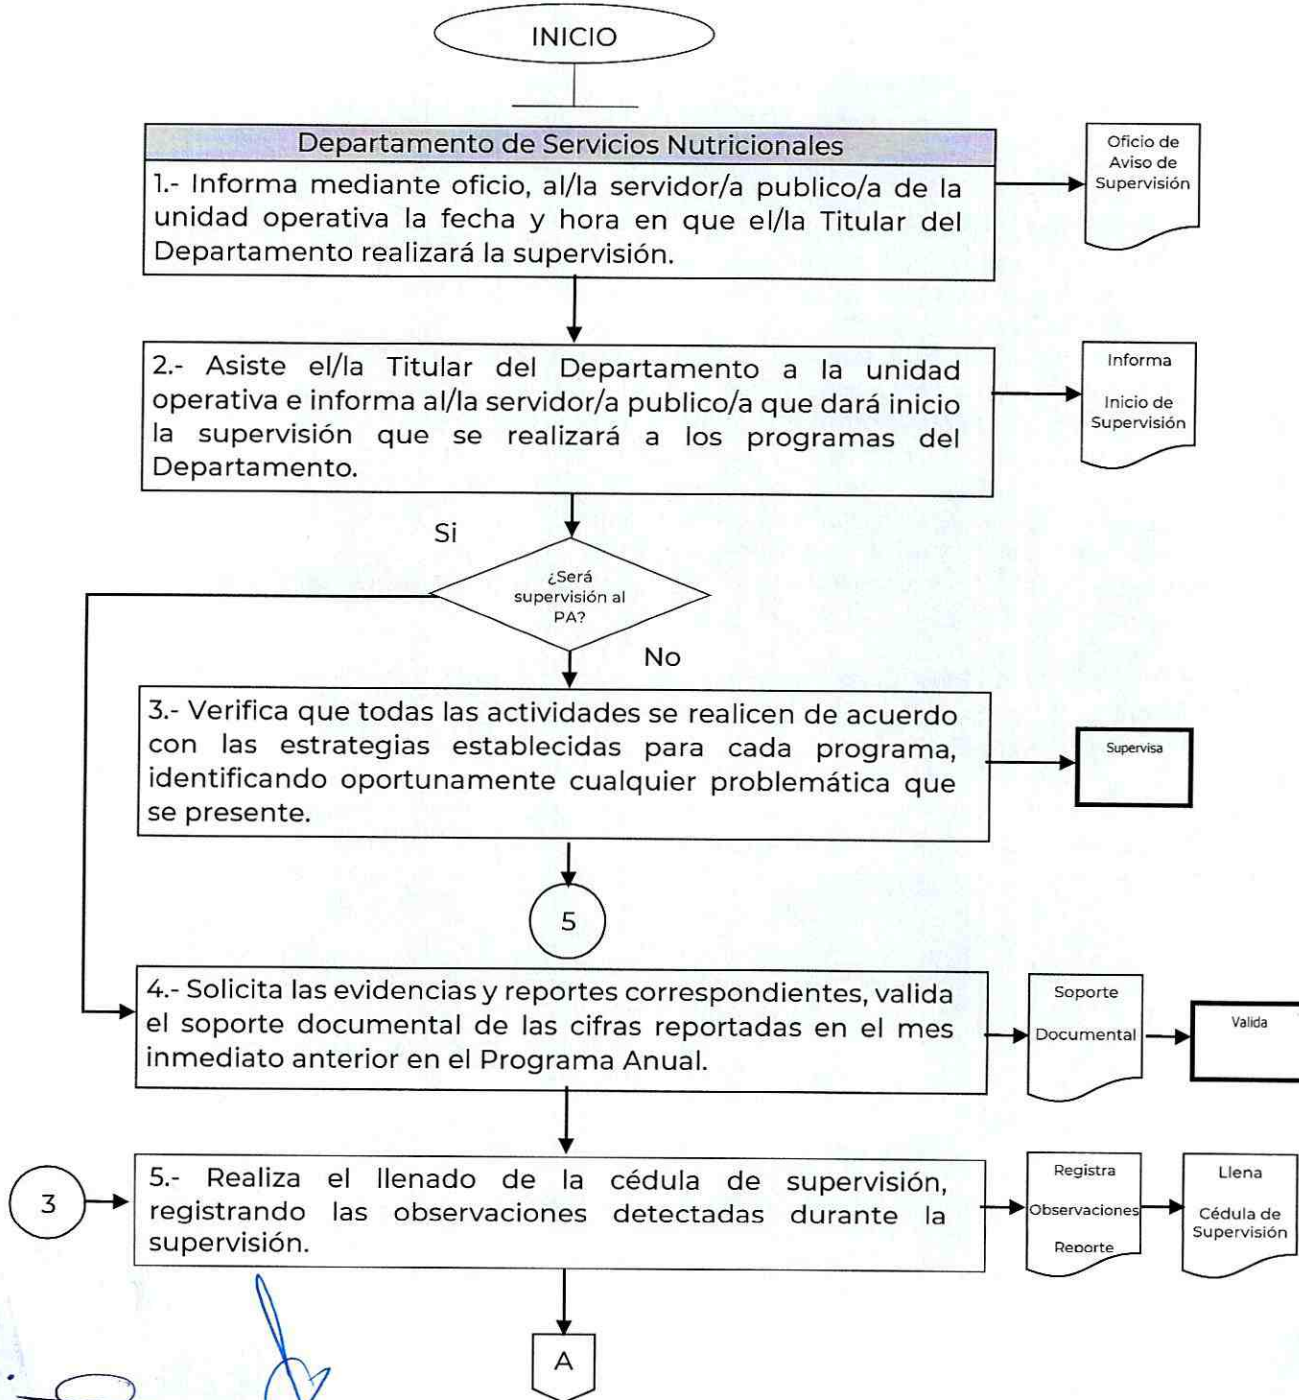 INICIO
Departamento de Servicios Nutricionales
1.- Informa mediante oficio, al/la servidor/a publico/a de la
unidad operativa la fecha y hora en que el/la Titular del
Departamento realizará la supervisión.
Oficio de
Aviso de
Supervisión
2.- Asiste el/la Titular del Departamento a la unidad
operativa e informa al/la servidor/a publico/a que dará inicio
la supervisión que se realizará a los programas del
Departamento.
Informa
Inicio de
Supervisión
Si
¿Será
supervisión al
PA?
No
3.- Verifica que todas las actividades se realicen de acuerdo
con las estrategias establecidas para cada programa,
identificando oportunamente cualquier problemática que
se presente.
Supervisa
5
4.- Solicita las evidencias y reportes correspondientes, valida
el soporte documental de las cifras reportadas en el mes
inmediato anterior en el Programa Anual.
Soporte
Documental
Valida
3
5.- Realiza el llenado de la cédula de supervisión,
registrando las observaciones detectadas durante la
supervisión.
Registra
Observaciones
Reporte
Llena
Cédula de
Supervisión
A